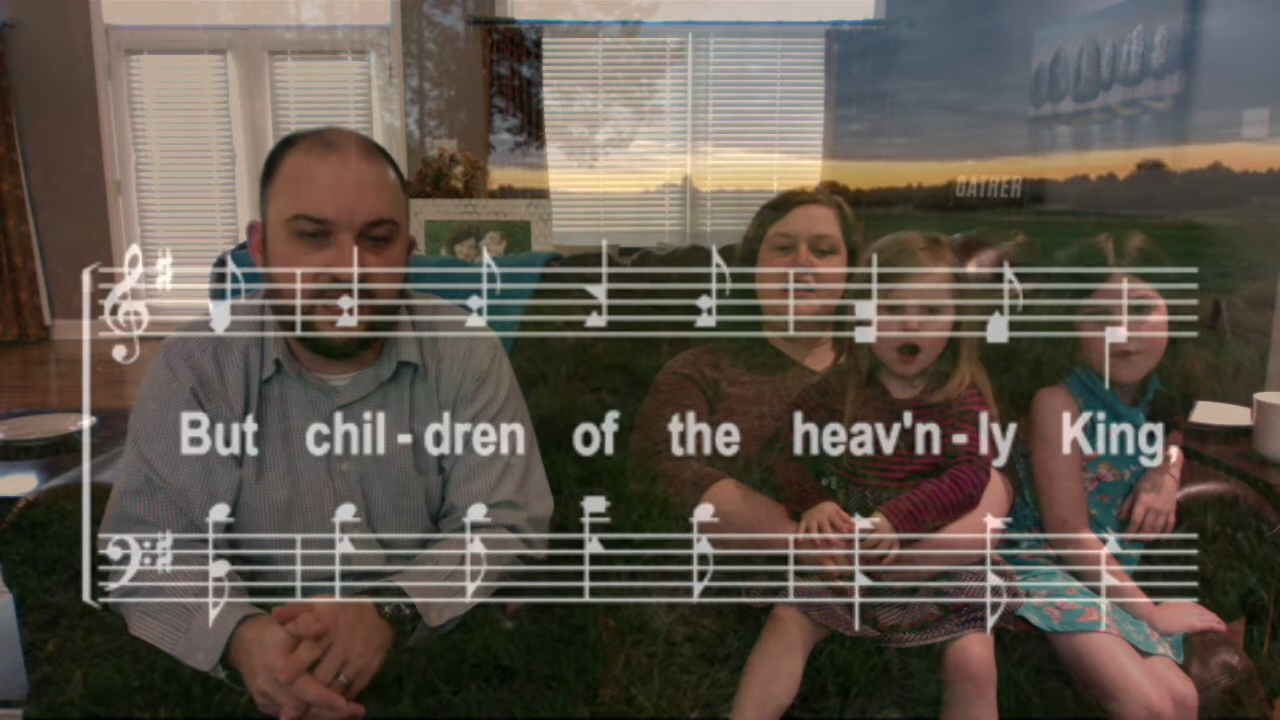 GATHER
But chil - dren of the heav'n - ly King,